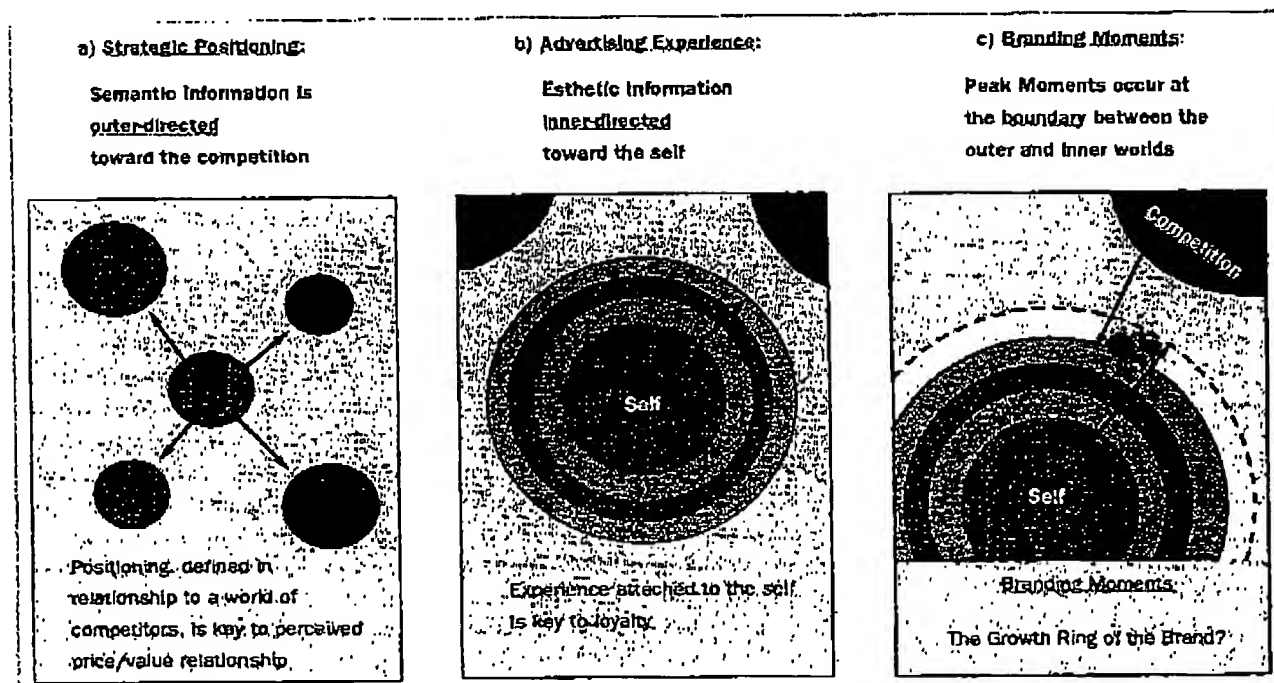 a) Strategic Positioning:
Semantic Information is
outer-directed
toward the competition
Positioning, defined in
relationship to a world of
competitors, is key to perceived
price/value relationship
b) Advertising Experience:
Esthetic Information
inner-directed
toward the self
Self
Experience attached to the self
is key to loyalty
c) Branding Moments:
Peak Moments occur at
the boundary between the
outer and inner worlds
Competition
Self
Branding Moments
The Growth Ring of the Brand?